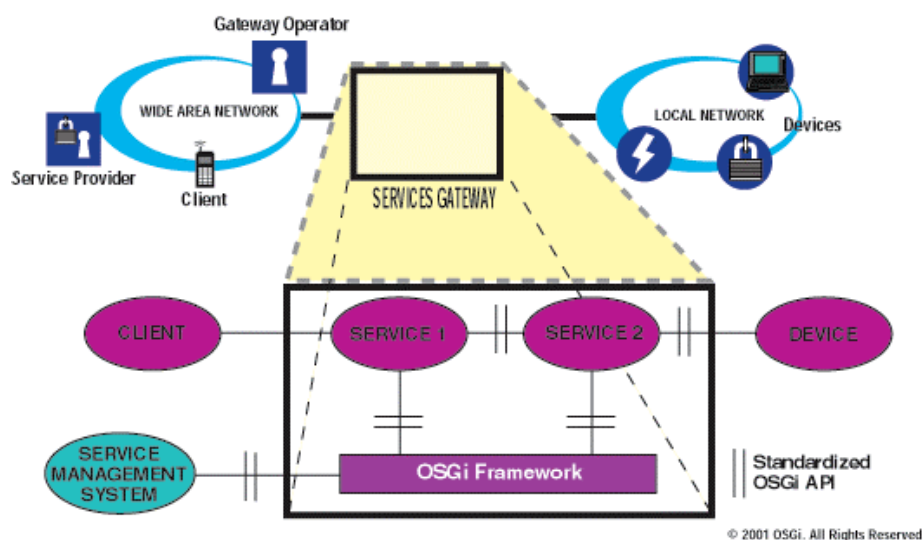 Gateway Operator
WIDE AREA NETWORK
Service Provider
Client
SERVICES GATEWAY
LOCAL NETWORK
Devices
CLIENT
SERVICE 1
SERVICE 2
DEVICE
SERVICE
MANAGEMENT
SYSTEM
OSGi Framework
Standardized
OSGi API
© 2001 OSGi. All Rights Reserved